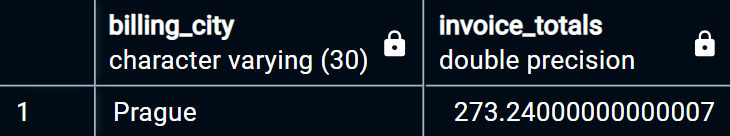 billing_city invoice_totals
character varying (30) double precision
1 Prague 273.24000000000007